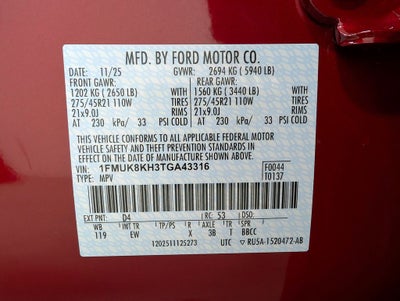 MFD. BY FORD MOTOR CO.
DATE: 11/25 GVWR: 2694 KG ( 5940 LB)
FRONT GAWR: REAR GAWR:
1202 KG ( 2650 LB) WITH 1560 KG ( 3440 LB) WITH
275/45R21 110W TIRES 275/45R21 110W TIRES
21x9.0J RIMS 21x9.0J RIMS
AT 230 kPa/ 33 PSI COLD AT 230 kPa/ 33 PSI COLD
THIS VEHICLE CONFORMS TO ALL APPLICABLE FEDERAL MOTOR
VEHICLE SAFETY AND THEFT PREVENTION STANDARDS IN EFFECT
ON THE DATE OF MANUFACTURE SHOWN ABOVE.
VIN: 1FMUK8KH3TGA43316
TYPE: MPV
F0044
T0137
EXT PNT: D4 RC: 53 DSO:
WB INT TR TP/PS R AX TR SPR
119 EW X 3B T BBCC
1202511125273 UTC RU5A-1520472-AB